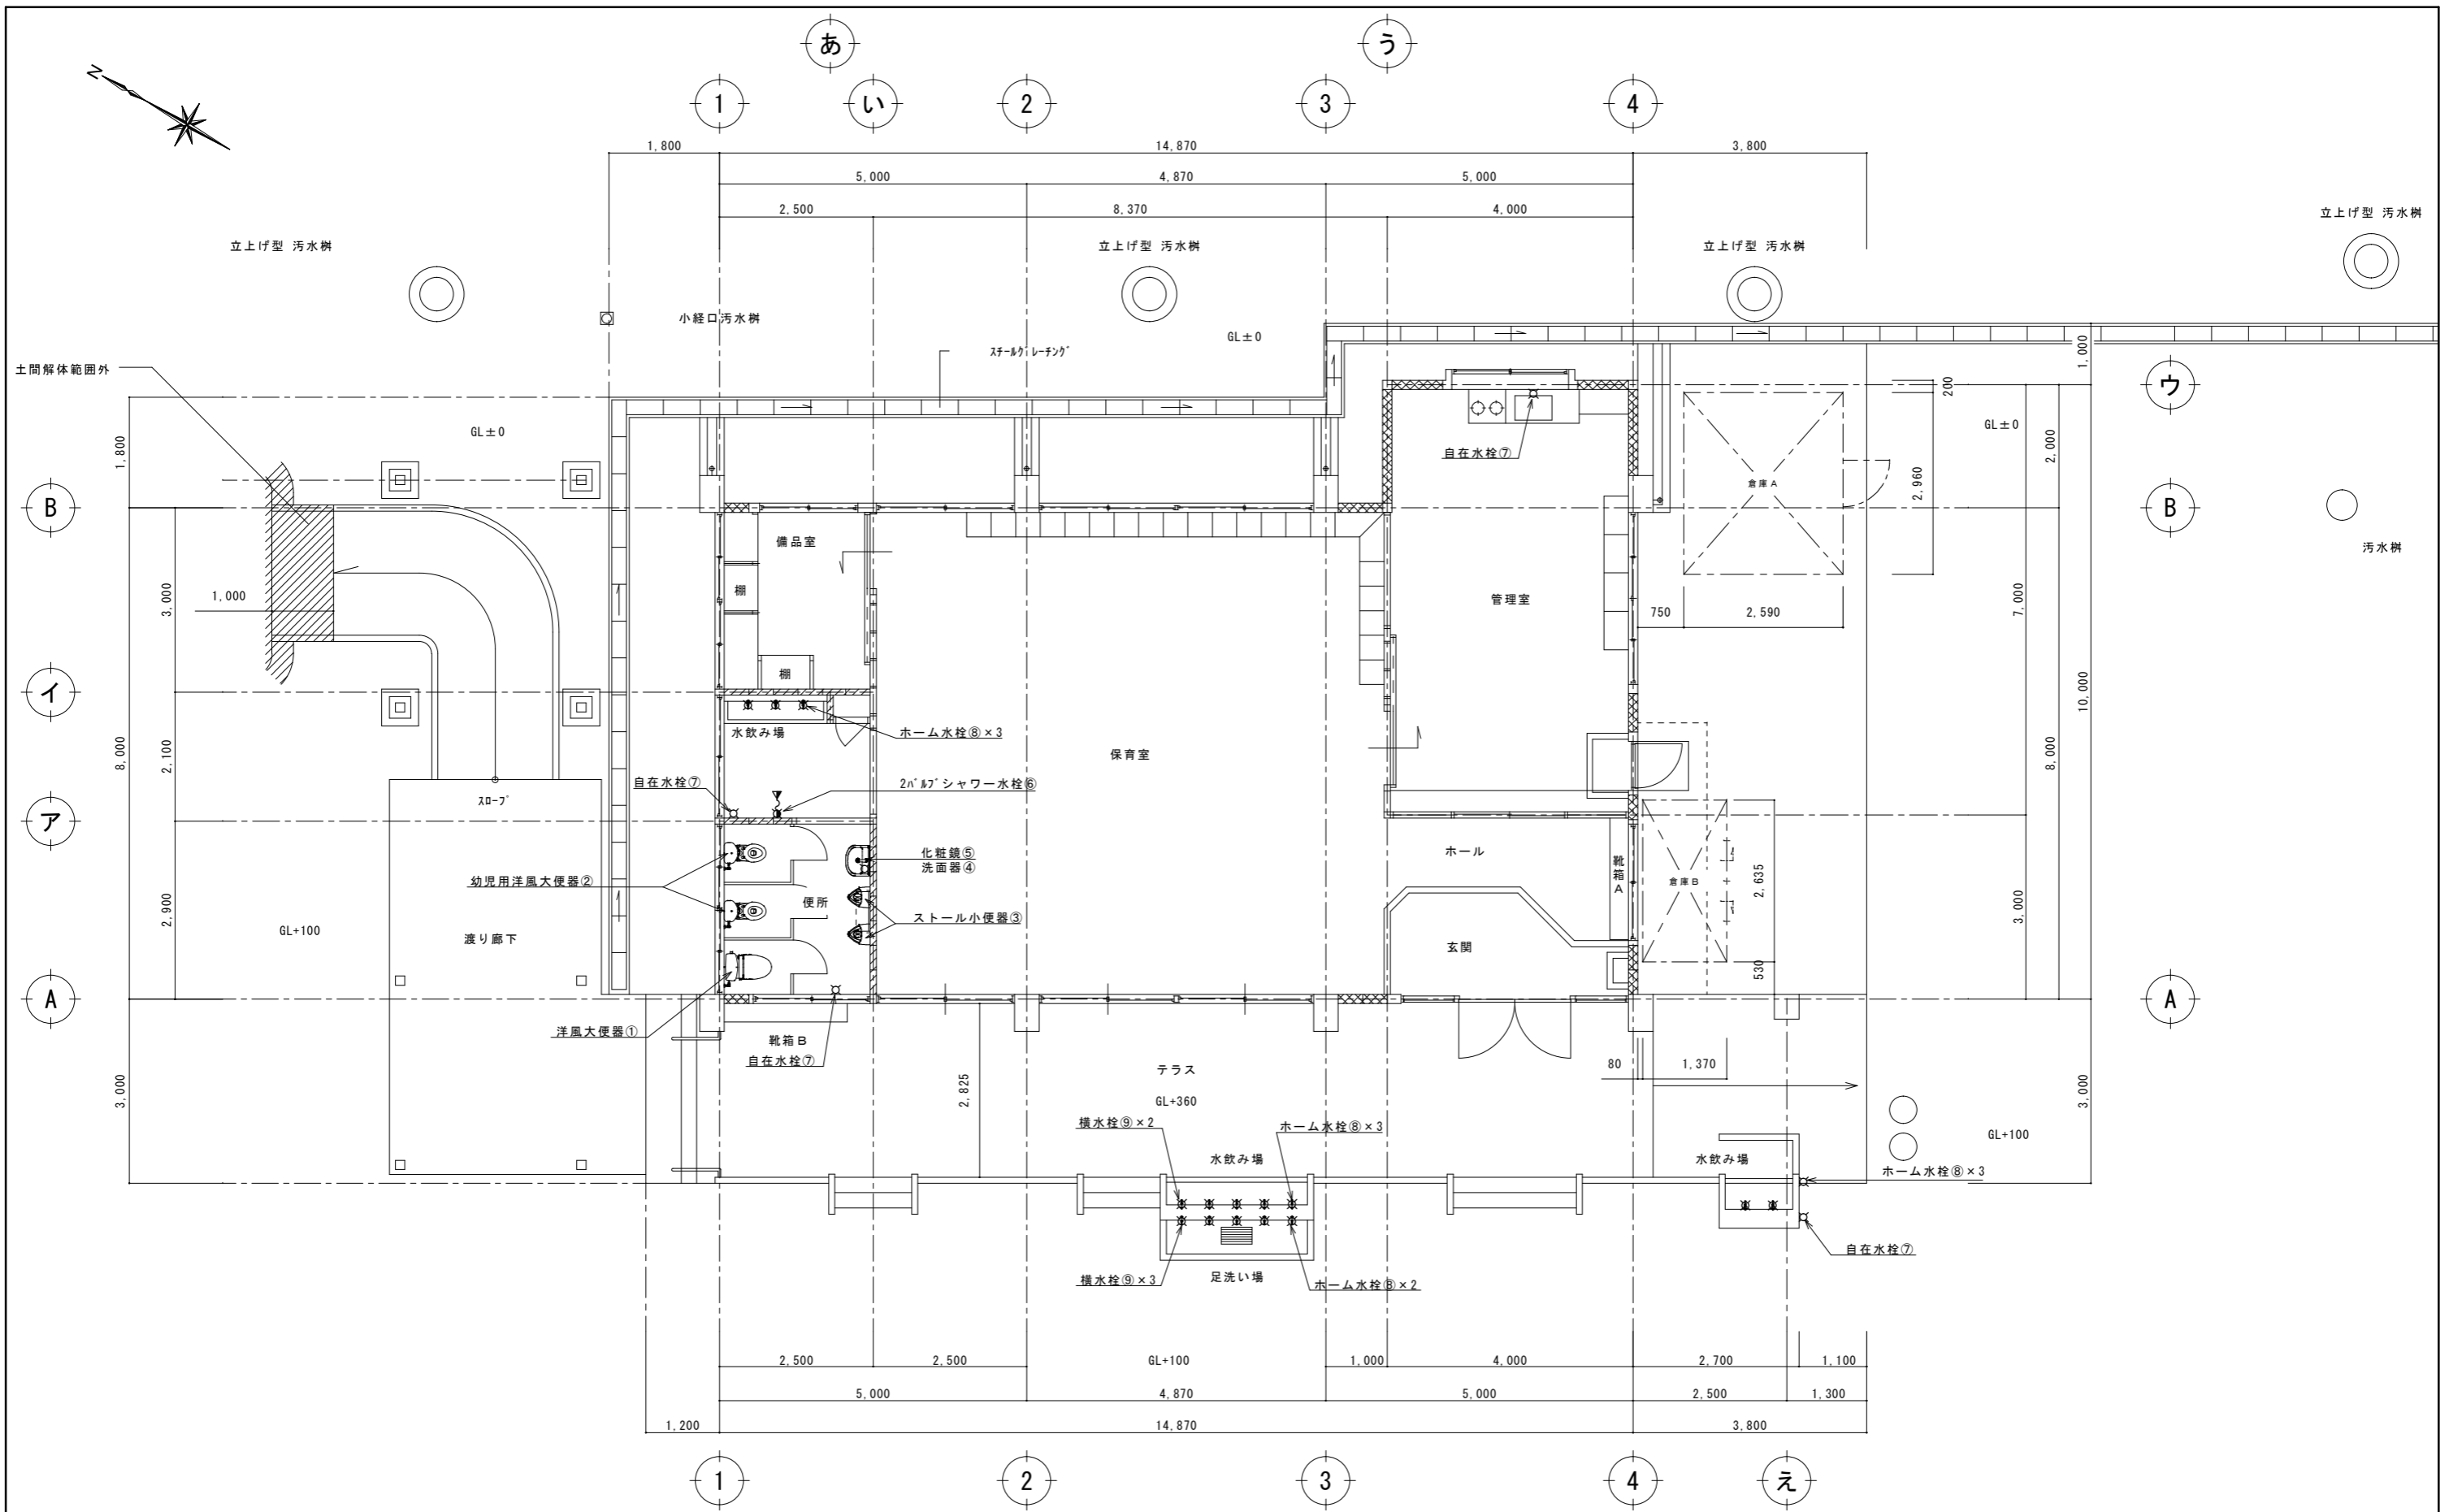 あ
う
N
1
い
2
3
4
1,800
14,870
3,800
5,000
4,870
5,000
2,500
8,370
4,000
立上げ型 汚水桝
立上げ型 汚水桝
立上げ型 汚水桝
立上げ型 汚水桝
小経口汚水桝
GL±0
ｽﾁｰﾙｸﾞﾚｰﾁﾝｸﾞ
土間解体範囲外
1,000
ウ
200
GL±0
GL±0
1,800
自在水栓⑦
2,000
倉庫A
2,960
B
B
汚水桝
備品室
棚
3,000
1,000
管理室
750
2,590
7,000
棚
イ
10,000
水飲み場
ホーム水栓⑧×3
保育室
8,000
2,100
8,000
自在水栓⑦
2ﾊﾞﾙﾌﾞシャワー水栓⑥
ｽﾛｰﾌﾟ
ア
化粧鏡⑤
洗面器④
ホール
靴箱A
倉庫B
2,635
幼児用洋風大便器②
便所
ストール小便器③
2,900
3,000
GL+100
渡り廊下
玄関
530
A
A
洋風大便器①
靴箱B
自在水栓⑦
80
1,370
テラス
2,825
GL+360
3,000
3,000
横水栓⑨×2
ホーム水栓⑧×3
GL+100
水飲み場
水飲み場
ホーム水栓⑧×3
自在水栓⑦
足洗い場
横水栓⑨×3
ホーム水栓⑧×2
2,500
2,500
GL+100
1,000
4,000
2,700
1,100
5,000
4,870
5,000
2,500
1,300
1,200
14,870
3,800
1
2
3
4
え